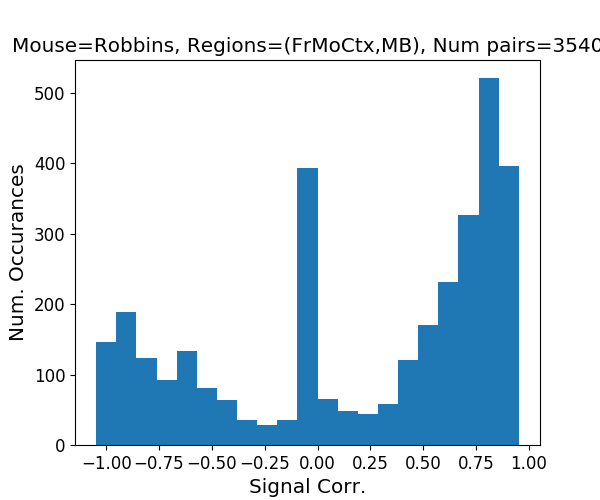 Mouse=Robbins, Regions=(FrMoCtx,MB), Num pairs=3540
500
400
300
200
100
0
Num. Occurances
−1.00 −0.75 −0.50 −0.25 0.00 0.25 0.50 0.75 1.00
Signal Corr.